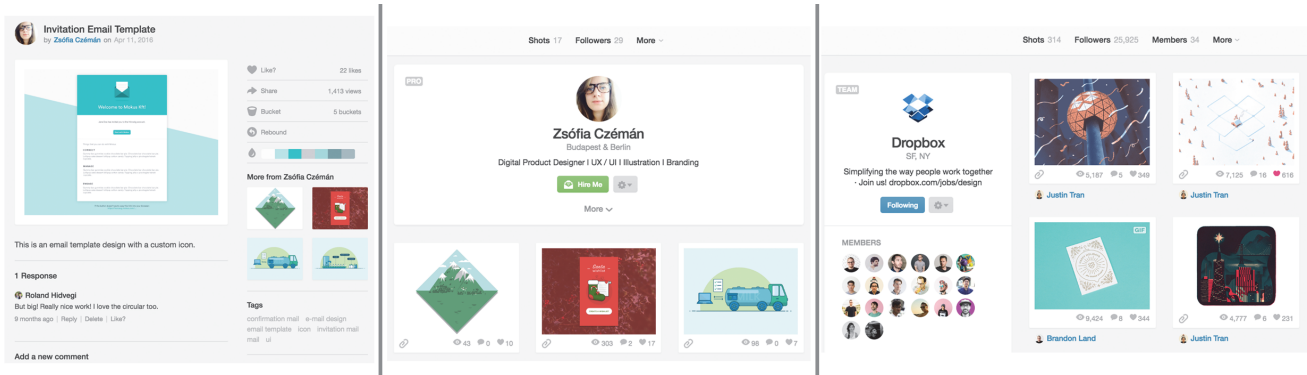 Invitation Email Template
by Zsófia Czémán on Apr 11, 2016
Welcome to Mokus IPX!
Like? 22 likes
Share 1,413 views
Bucket 5 buckets
Rebound
More from Zsófia Czémán
This is an email template design with a custom icon.
1 Response
Roland Hidvegi
But big! Really nice work! I love the circular too.
9 months ago | Reply | Delete | Like?
Add a new comment
Tags
confirmation mail e-mail design
email template icon invitation mail
mail ui
Shots 17 Followers 29 More
PRO
Zsófia Czémán
Budapest & Berlin
Digital Product Designer I UX / UI I Illustration I Branding
Hire Me
More
43 0 10
303 2 17
98 0 7
Shots 314 Followers 25,925 Members 34 More
TEAM
Dropbox
SF, NY
Simplifying the way people work together
· Join us! dropbox.com/jobs/design
Following
MEMBERS
5,167 5 349
Justin Tran
7,125 16 616
Justin Tran
GIF
9,424 8 344
Brandon Land
4,777 6 231
Justin Tran